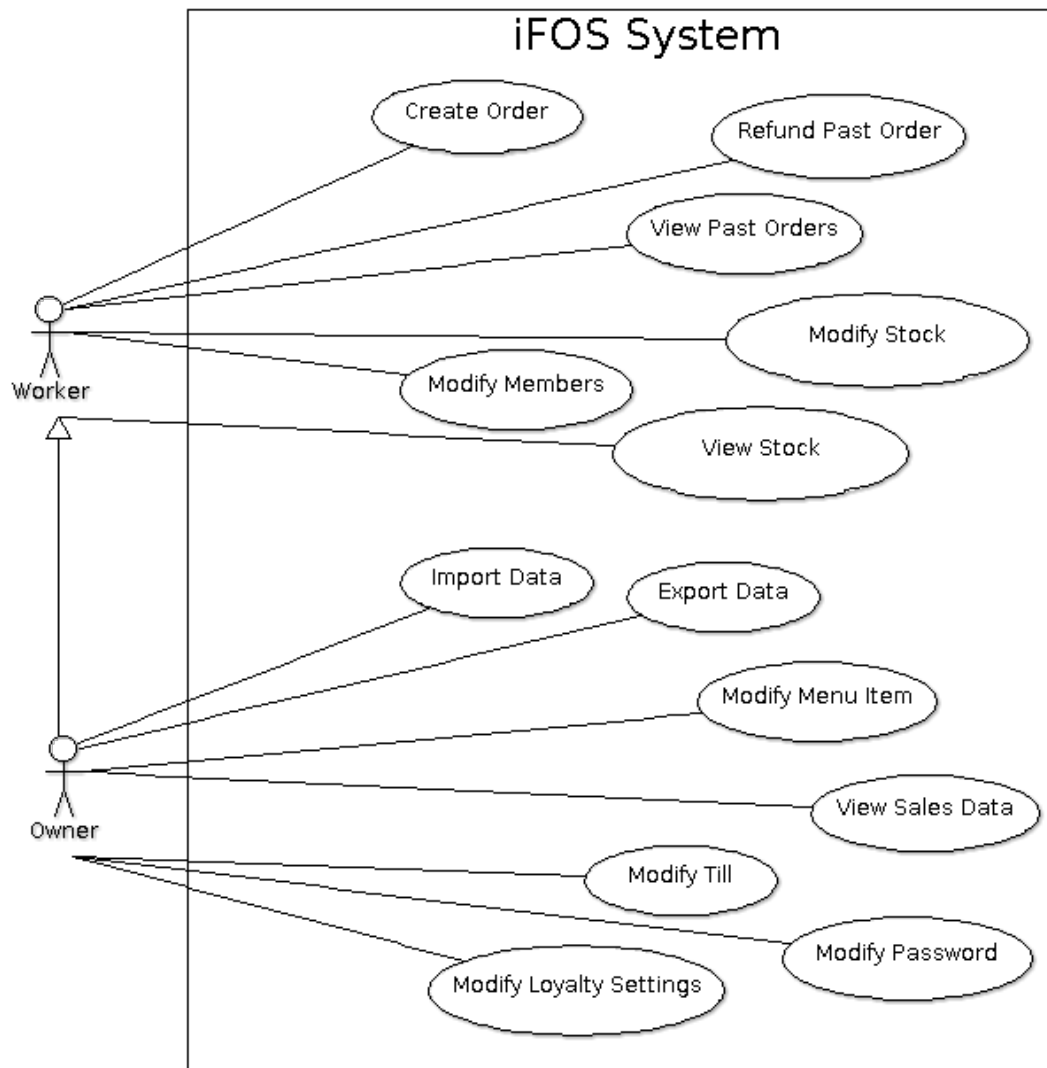 iFOS System
Create Order
Refund Past Order
View Past Orders
Modify Stock
Worker
Modify Members
View Stock
Import Data
Export Data
Modify Menu Item
View Sales Data
Owner
Modify Till
Modify Password
Modify Loyalty Settings